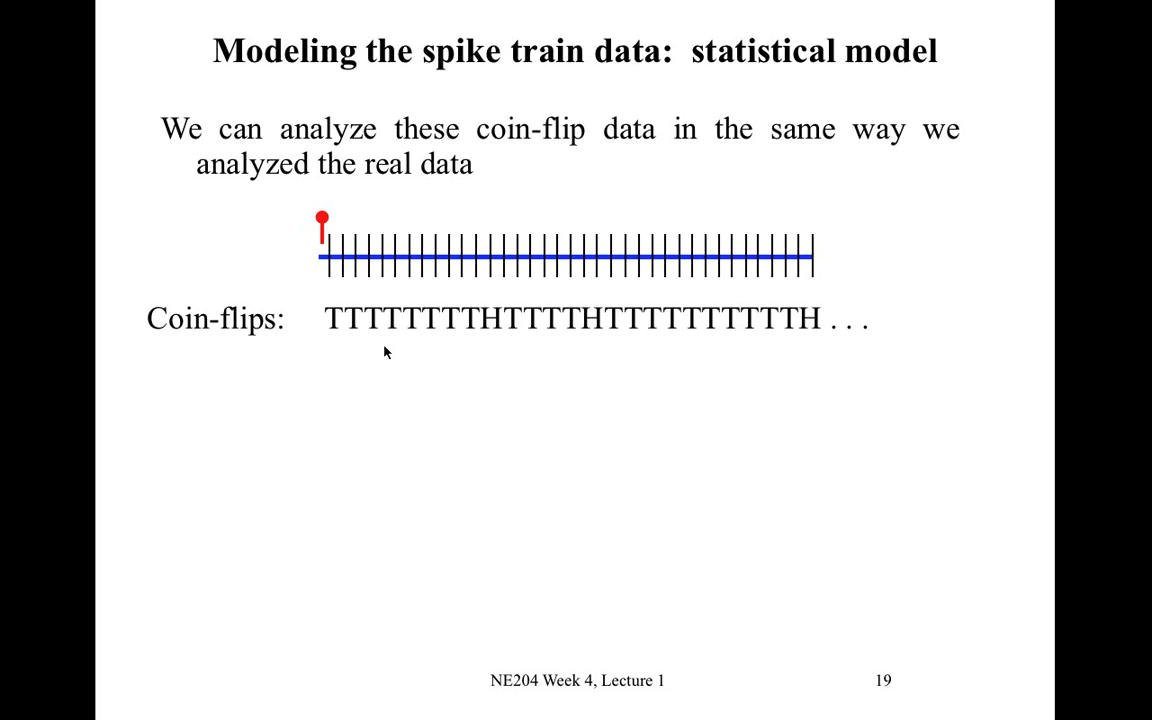 Modeling the spike train data: statistical model
We can analyze these coin-flip data in the same way we
analyzed the real data
Coin-flips: TTTTTTTTHTTTTHTTTTTTTTTTTH . . .
NE204 Week 4, Lecture 1
19